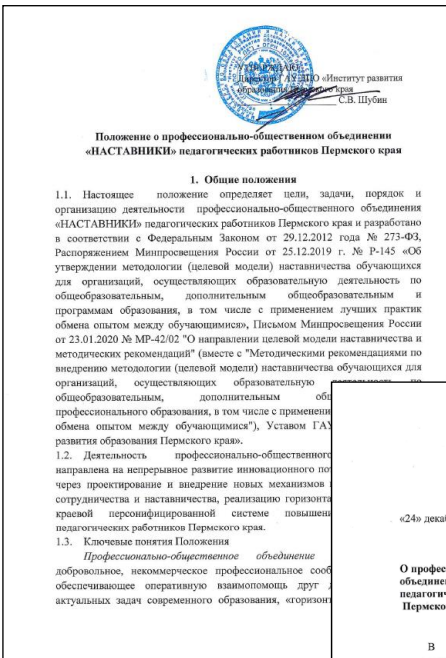 УТВЕРЖДАЮ
Директор ГАУ ДПО «Институт развития
образования Пермского края
С.В. Шубин
Положение о профессионально-общественном объединении
«НАСТАВНИКИ» педагогических работников Пермского края
1. Общие положения
1.1. Настоящее положение определяет цели, задачи, порядок и
организацию деятельности профессионально-общественного объединения
«НАСТАВНИКИ» педагогических работников Пермского края и разработано
в соответствии с Федеральным Законом от 29.12.2012 года № 273-ФЗ,
Распоряжением Минпросвещения России от 25.12.2019 г. № Р-145 «Об
утверждении методологии (целевой модели) наставничества обучающихся
для организаций, осуществляющих образовательную деятельность по
общеобразовательным, дополнительным общеобразовательным и
программам образования, в том числе с применением лучших практик
обмена опытом между обучающимися», Письмом Минпросвещения России
от 23.01.2020 № МР-42/02 "О направлении целевой модели наставничества и
методических рекомендаций" (вместе с "Методическими рекомендациями по
внедрению методологии (целевой модели) наставничества обучающихся для
организаций, осуществляющих образовательную деятельность по
общеобразовательным, дополнительным общ
профессионального образования, в том числе с применени
обмена опытом между обучающимися"), Уставом ГАУ
развития образования Пермского края».
1.2. Деятельность профессионально-общественного
направлена на непрерывное развитие инновационного по
через проектирование и внедрение новых механизмов
сотрудничества и наставничества, реализацию горизонта
краевой персонифицированной системе повышени
педагогических работников Пермского края.
1.3. Ключевые понятия Положения
Профессионально-общественное объединение
добровольное, некоммерческое профессиональное сооб
обеспечивающее оперативную взаимопомощь друг д
актуальных задач современного образования, «горизонт
«24» декаб
О професс
объединен
педагогич
Пермско
В